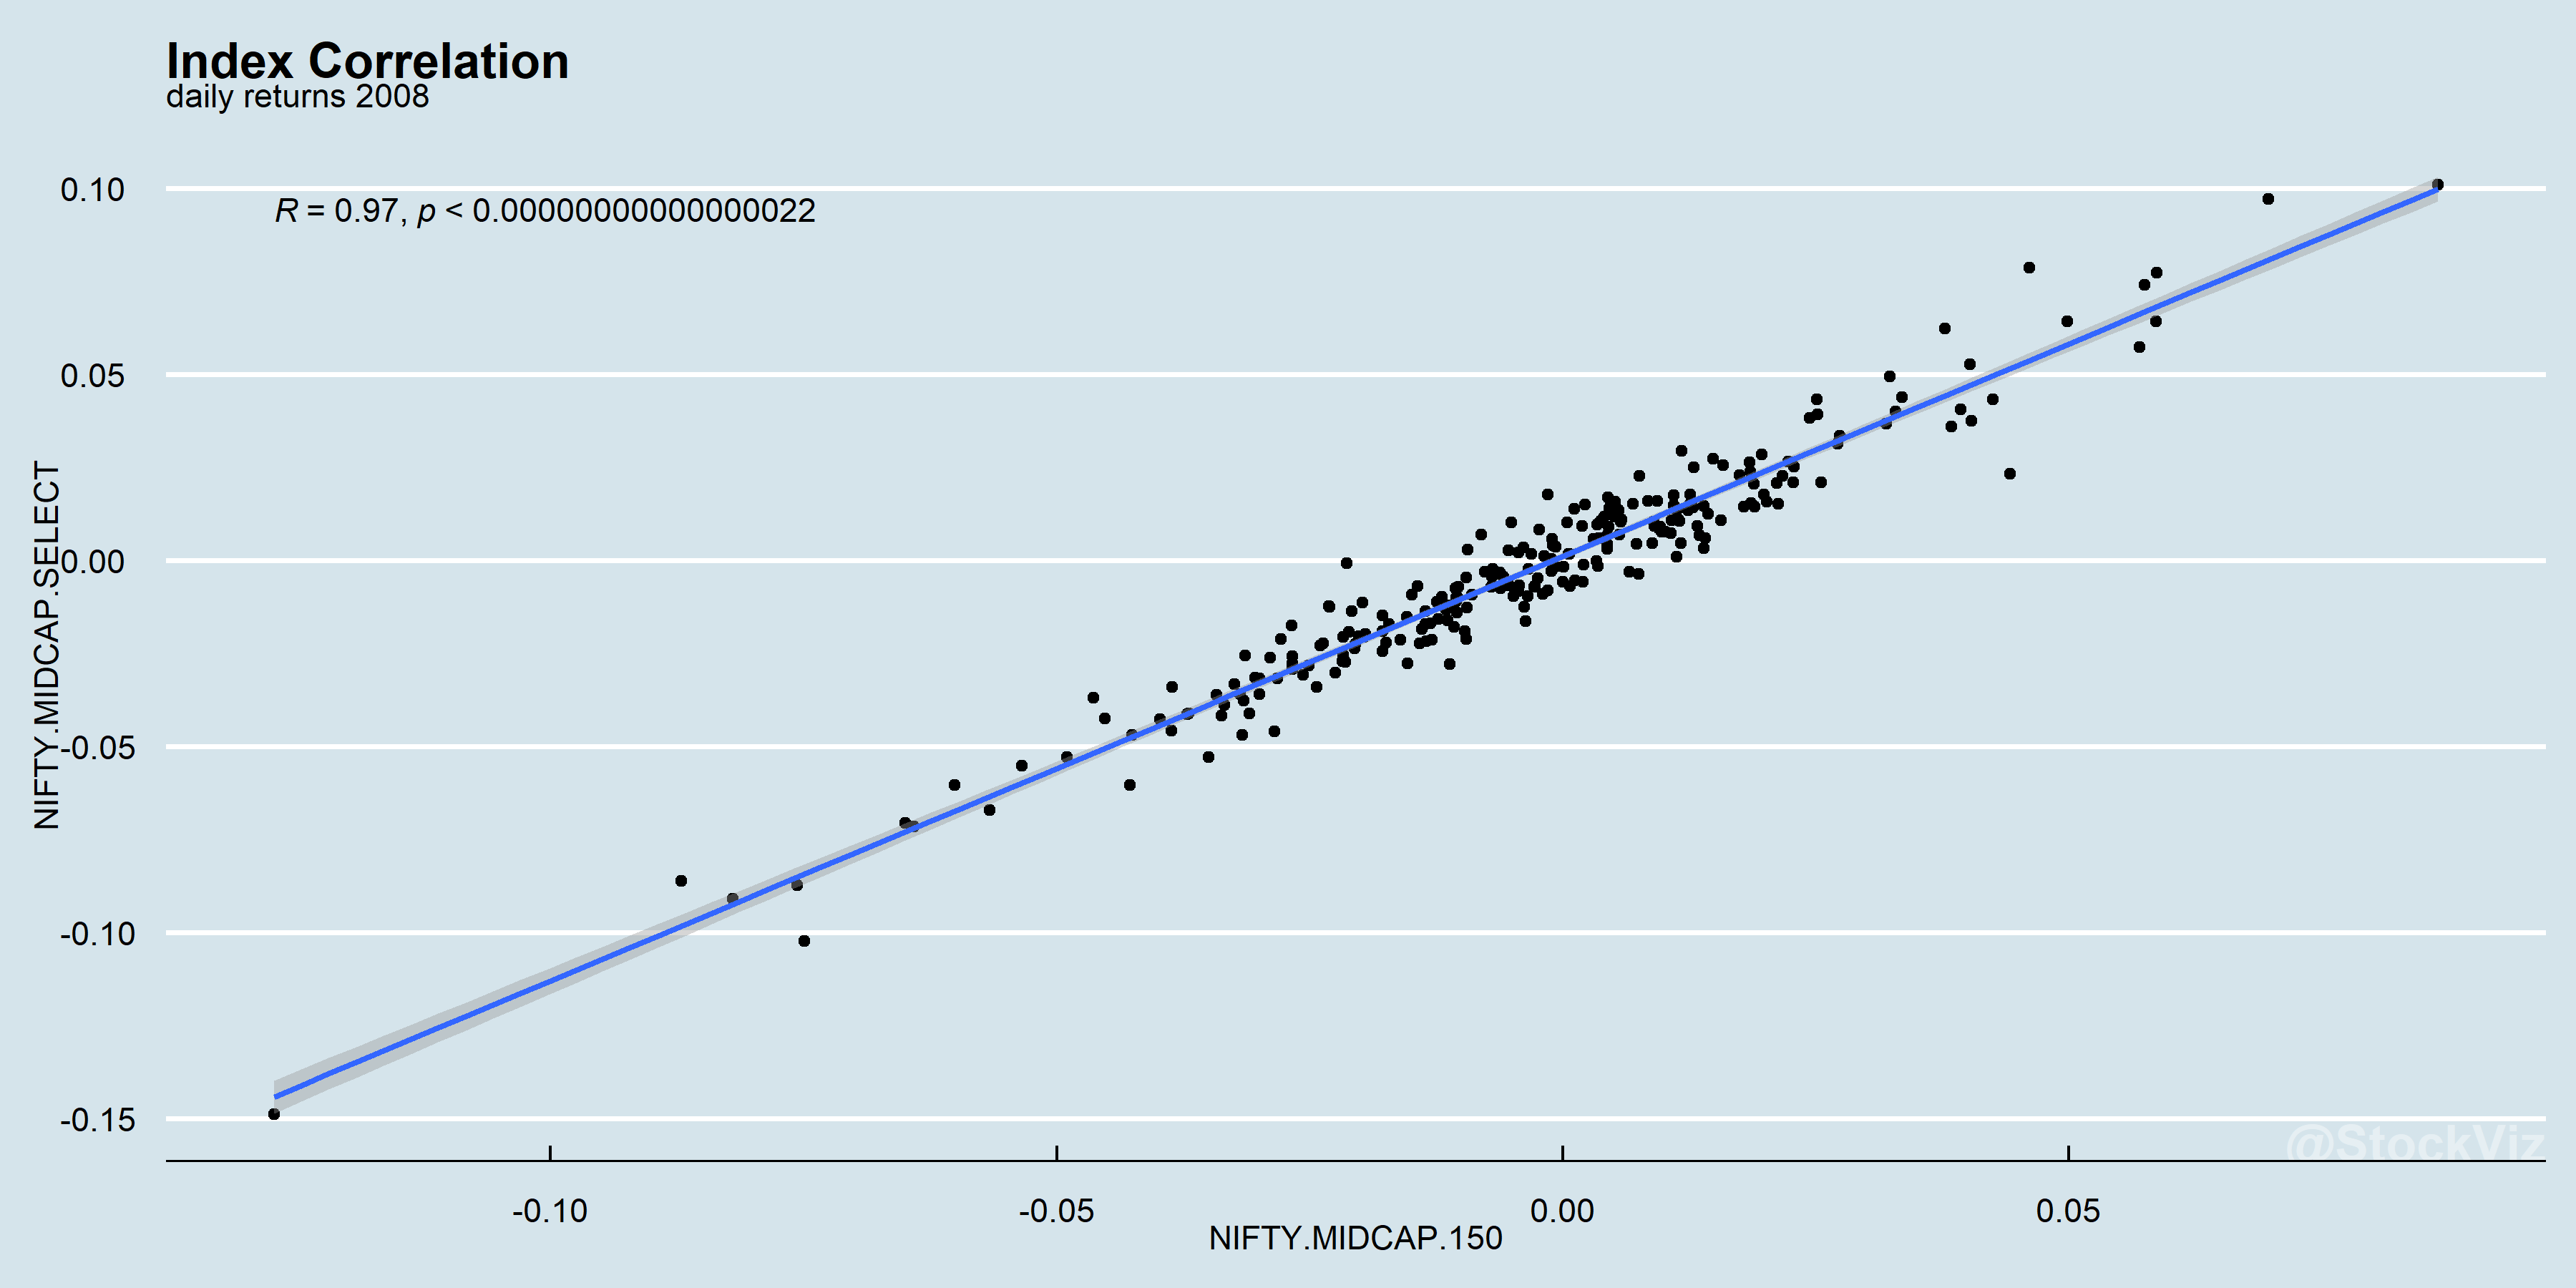 Index Correlation
daily returns 2008
R = 0.97, p < 0.00000000000000022
0.10
0.05
0.00
-0.05
-0.10
-0.15
NIFTY.MIDCAP.SELECT
@StockViz
-0.10 -0.05 0.00 0.05
NIFTY.MIDCAP.150